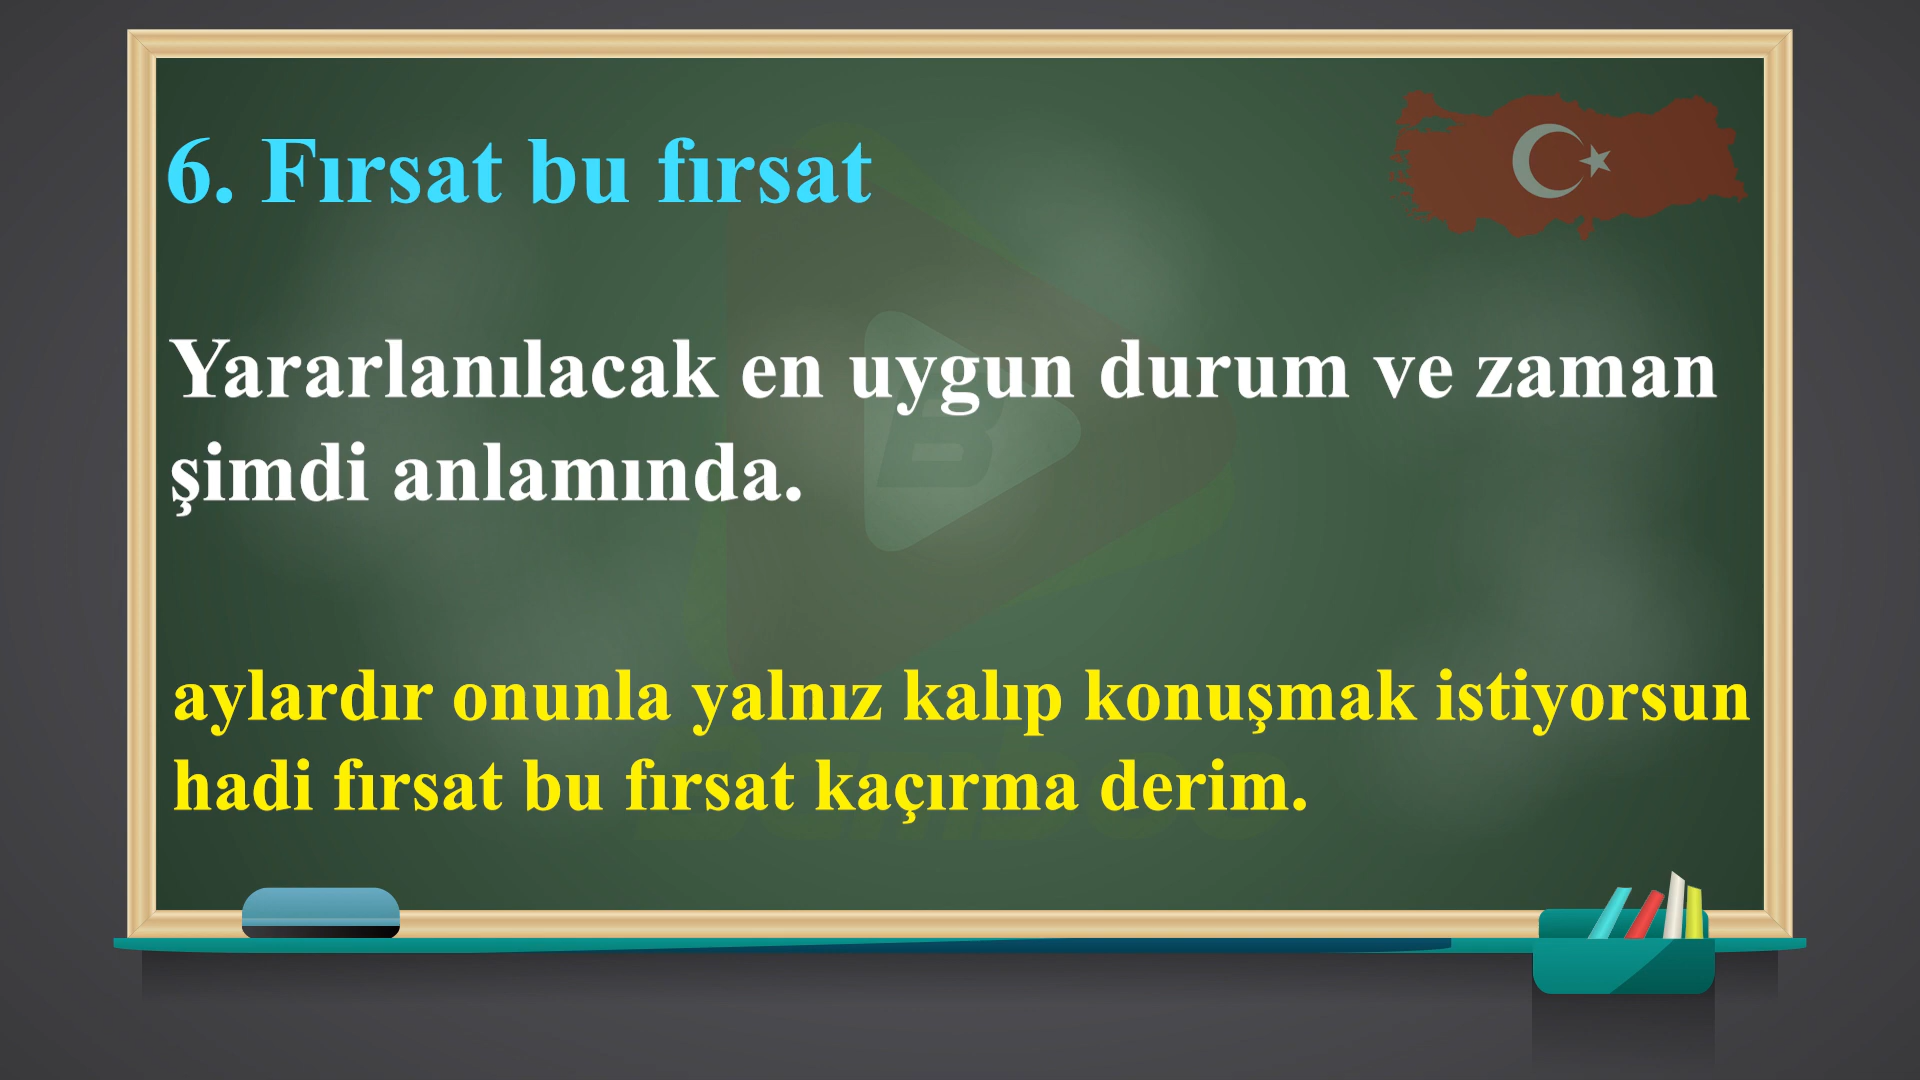 6. Fırsat bu fırsat
Yararlanılacak en uygun durum ve zaman
şimdi anlamında.
aylardır onunla yalnız kalıp konuşmak istiyorsun
hadi fırsat bu fırsat kaçırma derim.